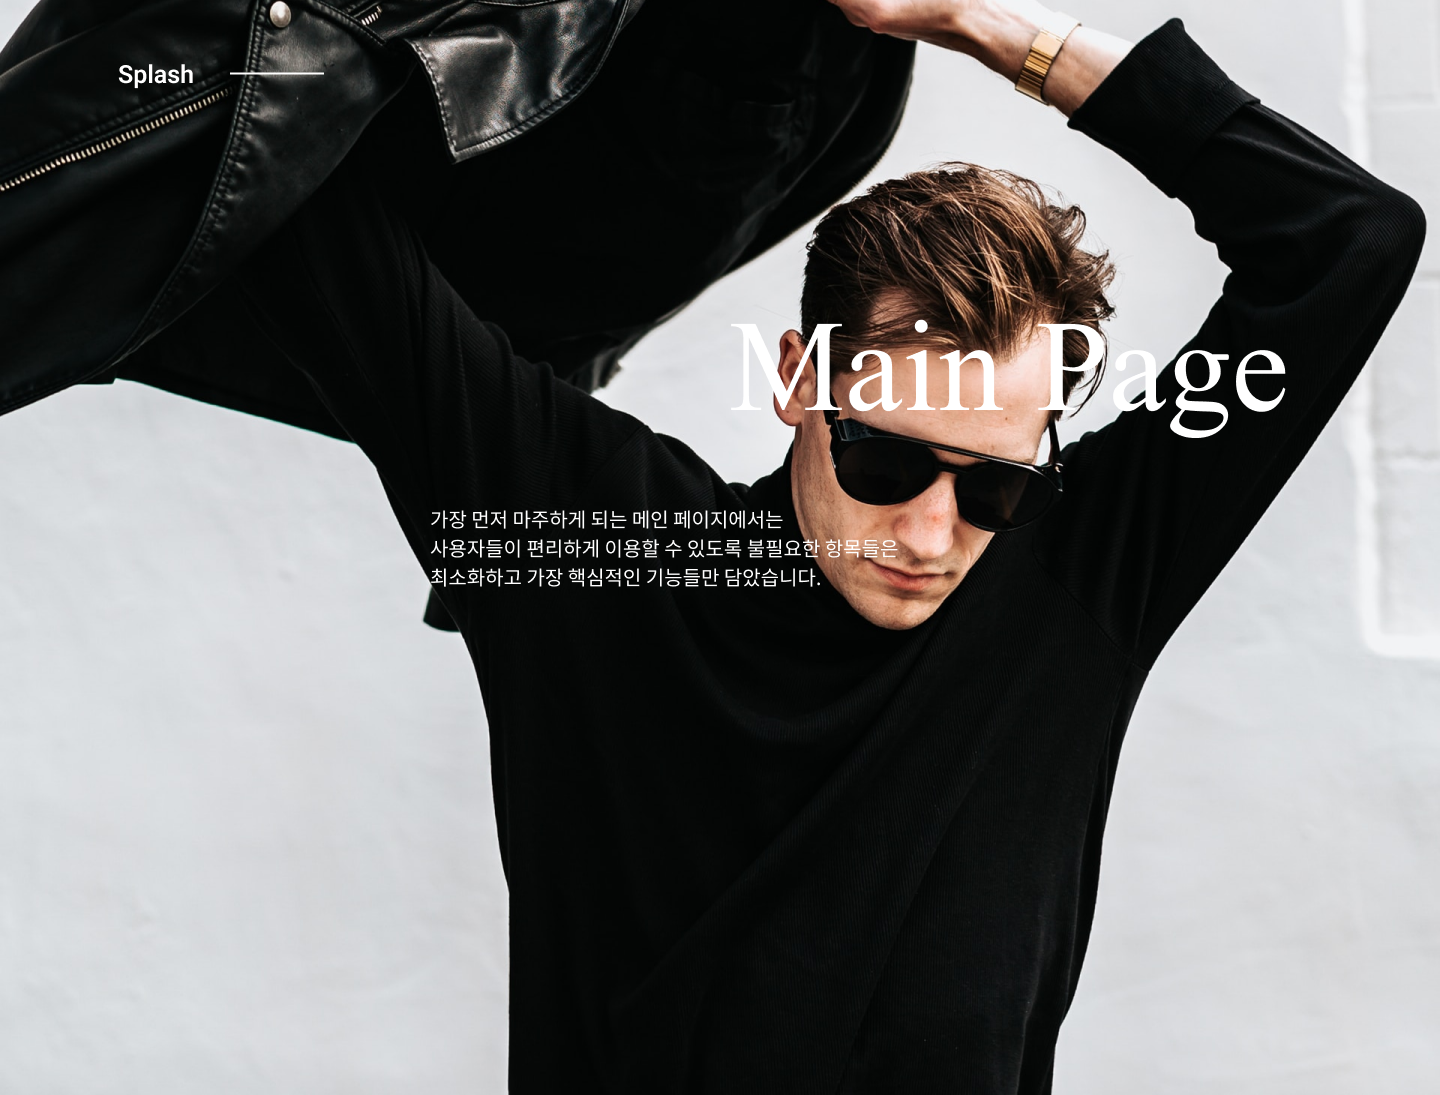 Splash
Main Page
가장 먼저 마주하게 되는 메인 페이지에서는
사용자들이 편리하게 이용할 수 있도록 불필요한 항목들은
최소화하고 가장 핵심적인 기능들만 담았습니다.